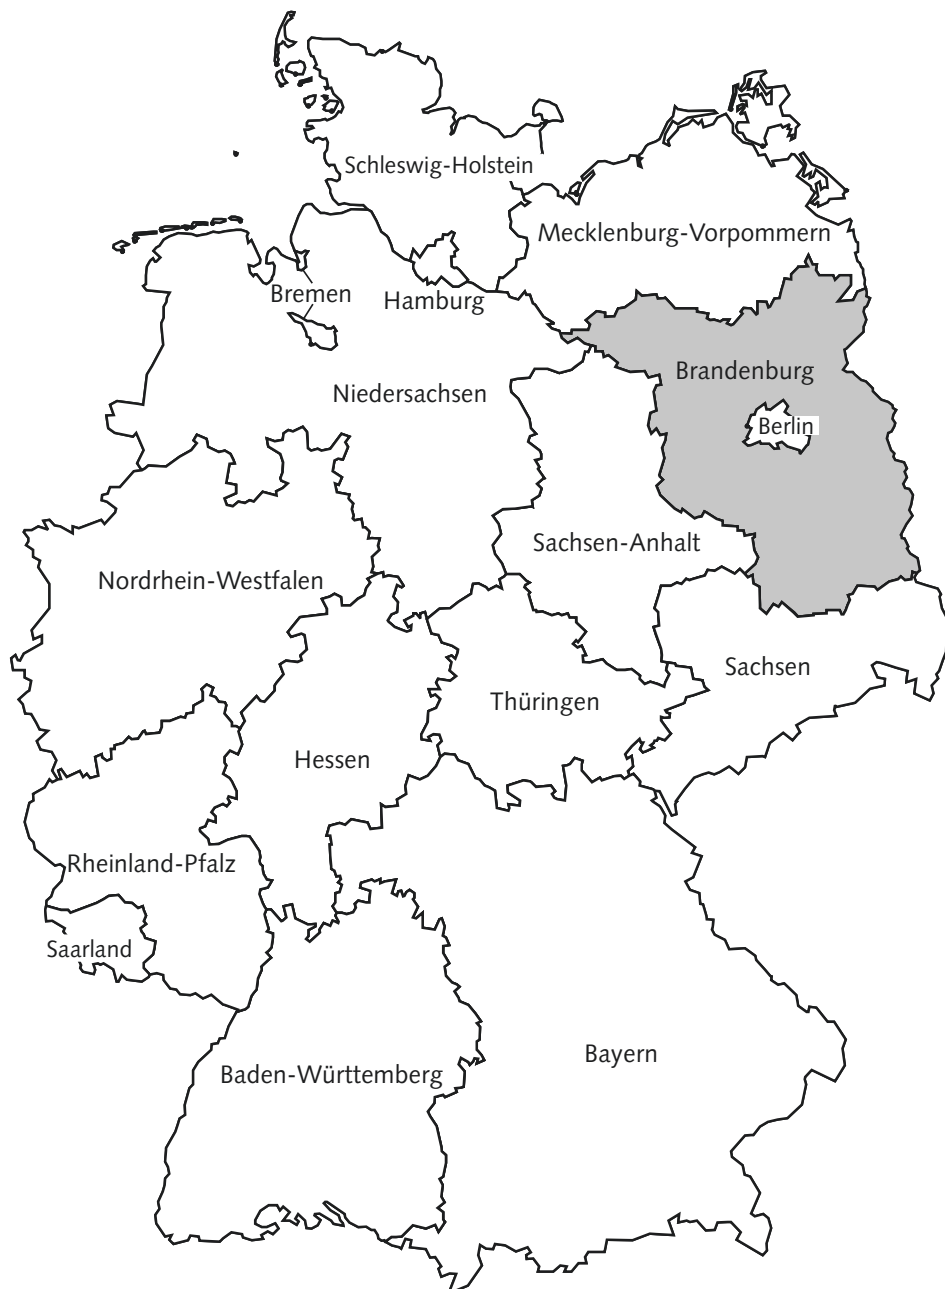 Schleswig-Holstein
Mecklenburg-Vorpommern
Bremen
Hamburg
Brandenburg
Niedersachsen
Berlin
Sachsen-Anhalt
Nordrhein-Westfalen
Sachsen
Thüringen
Hessen
Rheinland-Pfalz
Saarland
Bayern
Baden-Württemberg